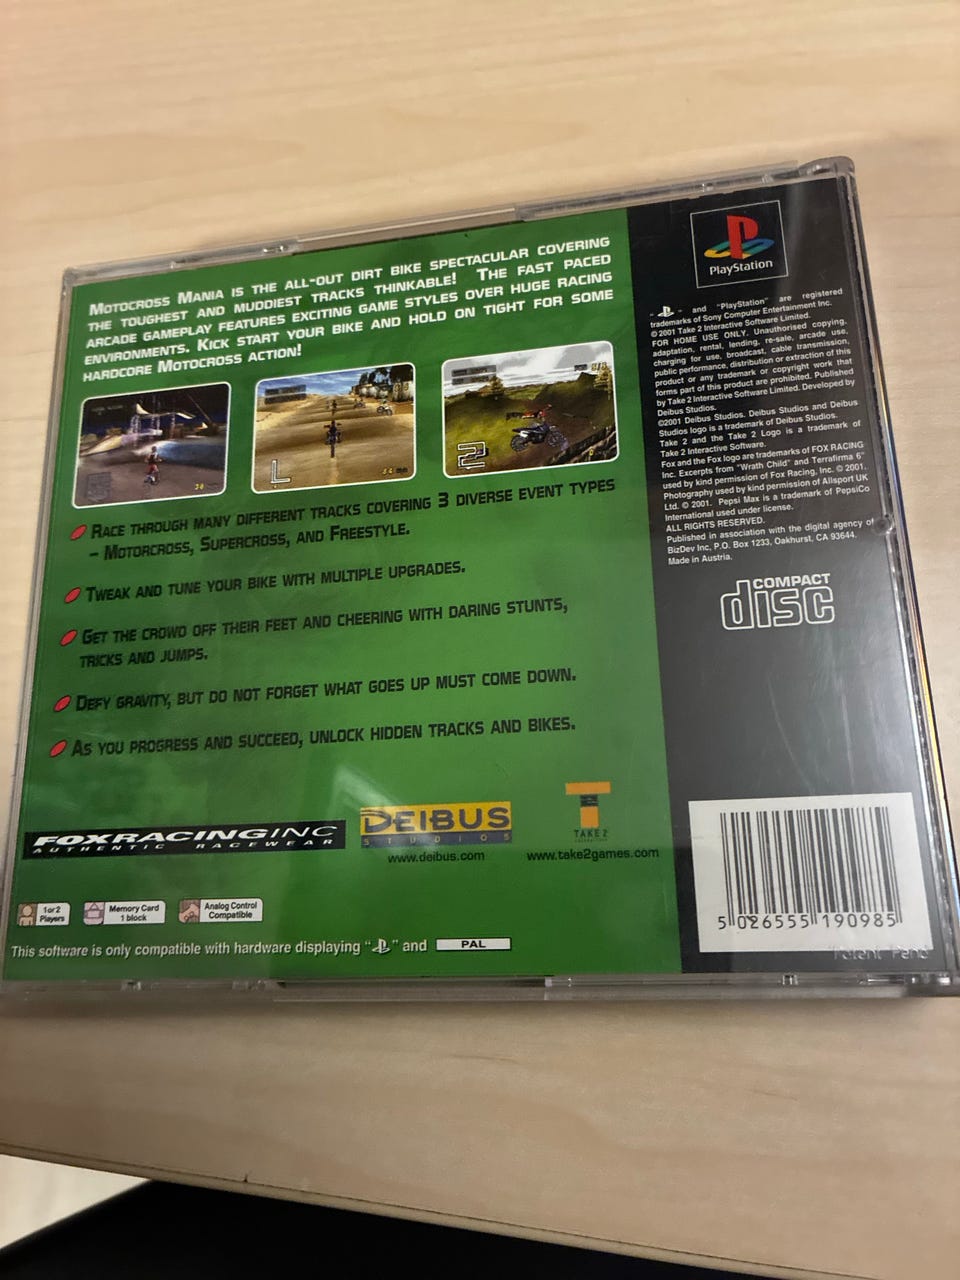 MOTOCROSS MANIA IS THE ALL-OUT DIRT BIKE SPECTACULAR COVERING
THE TOUGHEST AND MUDDIEST TRACKS THINKABLE! THE FAST PACED
ARCADE GAMEPLAY FEATURES EXCITING GAME STYLES OVER HUGE RACING
ENVIRONMENTS. KICK START YOUR BIKE AND HOLD ON TIGHT FOR SOME
HARDCORE MOTOCROSS ACTION!
L
2
RACE THROUGH MANY DIFFERENT TRACKS COVERING 3 DIVERSE EVENT TYPES
– MOTORCROSS, SUPERCROSS, AND FREESTYLE.
TWEAK AND TUNE YOUR BIKE WITH MULTIPLE UPGRADES.
GET THE CROWD OFF THEIR FEET AND CHEERING WITH DARING STUNTS,
TRICKS AND JUMPS.
DEFY GRAVITY, BUT DO NOT FORGET WHAT GOES UP MUST COME DOWN.
AS YOU PROGRESS AND SUCCEED, UNLOCK HIDDEN TRACKS AND BIKES.
FOXRACINGINC
AUTHENTIC RACEWEAR
DEIBUS
STUDIOS
www.deibus.com
TAKE 2
www.take2games.com
1 or 2
Players
Memory Card
1 block
Analog Control
Compatible
This software is only compatible with hardware displaying " " and PAL
PlayStation
" " and "PlayStation" are registered
trademarks of Sony Computer Entertainment Inc.
© 2001 Take 2 Interactive Software Limited.
FOR HOME USE ONLY. Unauthorised copying,
adaptation, rental, lending, re-sale, arcade use,
charging for use, broadcast, cable transmission,
public performance, distribution or extraction of this
product or any trademark or copyright work that
forms part of this product are prohibited. Published
by Take 2 Interactive Software Limited. Developed by
Deibus Studios.
©2001 Deibus Studios. Deibus Studios and Deibus
Studios logo is a trademark of Deibus Studios.
Take 2 and the Take 2 Logo is a trademark of
Take 2 Interactive Software.
Fox and the Fox logo are trademarks of FOX RACING
Inc. Excerpts from "Wrath Child" and Terrafirma 6"
used by kind permission of Fox Racing, Inc. © 2001.
Photography used by kind permission of Allsport UK
Ltd. © 2001. Pepsi Max is a trademark of PepsiCo
International used under license.
ALL RIGHTS RESERVED.
Published in association with the digital agency of
BizDev Inc, P.O. Box 1233, Oakhurst, CA 93644.
Made in Austria.
COMPACT
disc
5 026555 190985
Patent Pend